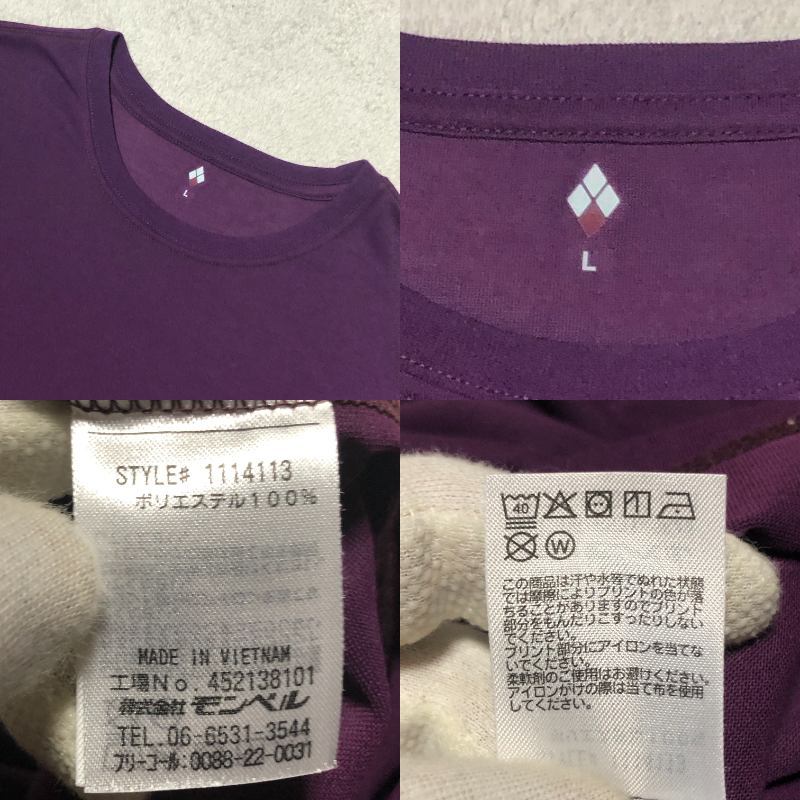 L
L
STYLE# 1114113
ポリエステル100%
MADE IN VIETNAM
工場No. 452138101
株式会社 モンベル
TEL.06-6531-3544
フリーコール:0088-22-0031
40
W
この商品は汗や水等でぬれた状態
では摩擦によりプリントの色が落
ちることがありますのでプリント
部分をもんだりこすったりしない
でください。
プリント部分にアイロンを当てな
いでください。
柔軟剤のご使用はお避けください。
アイロンがけの際は当て布を使用
してください。